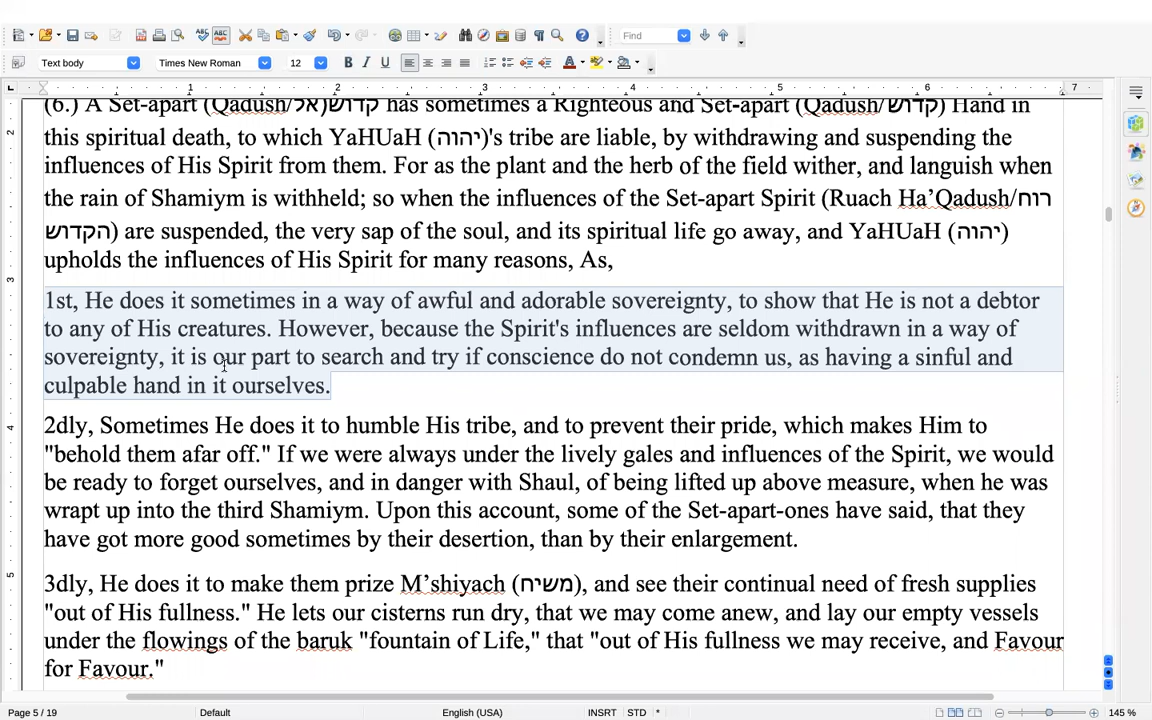 Text body
Times New Roman
12
B I U
Find
1 2 3 4 5 6 7
(6.) A Set-apart (Qadush/קדוש(אל has sometimes a Righteous and Set-apart (Qadush/קדוש) Hand in
this spiritual death, to which YaHUaH (יהוה)'s tribe are liable, by withdrawing and suspending the
influences of His Spirit from them. For as the plant and the herb of the field wither, and languish when
the rain of Shamiym is withheld; so when the influences of the Set-apart Spirit (Ruach Ha’Qadush/רוח
הקדוש) are suspended, the very sap of the soul, and its spiritual life go away, and YaHUaH (יהוה)
upholds the influences of His Spirit for many reasons, As,
1st, He does it sometimes in a way of awful and adorable sovereignty, to show that He is not a debtor
to any of His creatures. However, because the Spirit's influences are seldom withdrawn in a way of
sovereignty, it is our part to search and try if conscience do not condemn us, as having a sinful and
culpable hand in it ourselves.
2dly, Sometimes He does it to humble His tribe, and to prevent their pride, which makes Him to
"behold them afar off." If we were always under the lively gales and influences of the Spirit, we would
be ready to forget ourselves, and in danger with Shaul, of being lifted up above measure, when he was
wrapt up into the third Shamiym. Upon this account, some of the Set-apart-ones have said, that they
have got more good sometimes by their desertion, than by their enlargement.
3dly, He does it to make them prize M’shiyach (משיח), and see their continual need of fresh supplies
"out of His fullness." He lets our cisterns run dry, that we may come anew, and lay our empty vessels
under the flowings of the baruk "fountain of Life," that "out of His fullness we may receive, and Favour
for Favour."
2
3
4
5
Page 5 / 19
Default
English (USA)
INSRT
STD
*
145 %